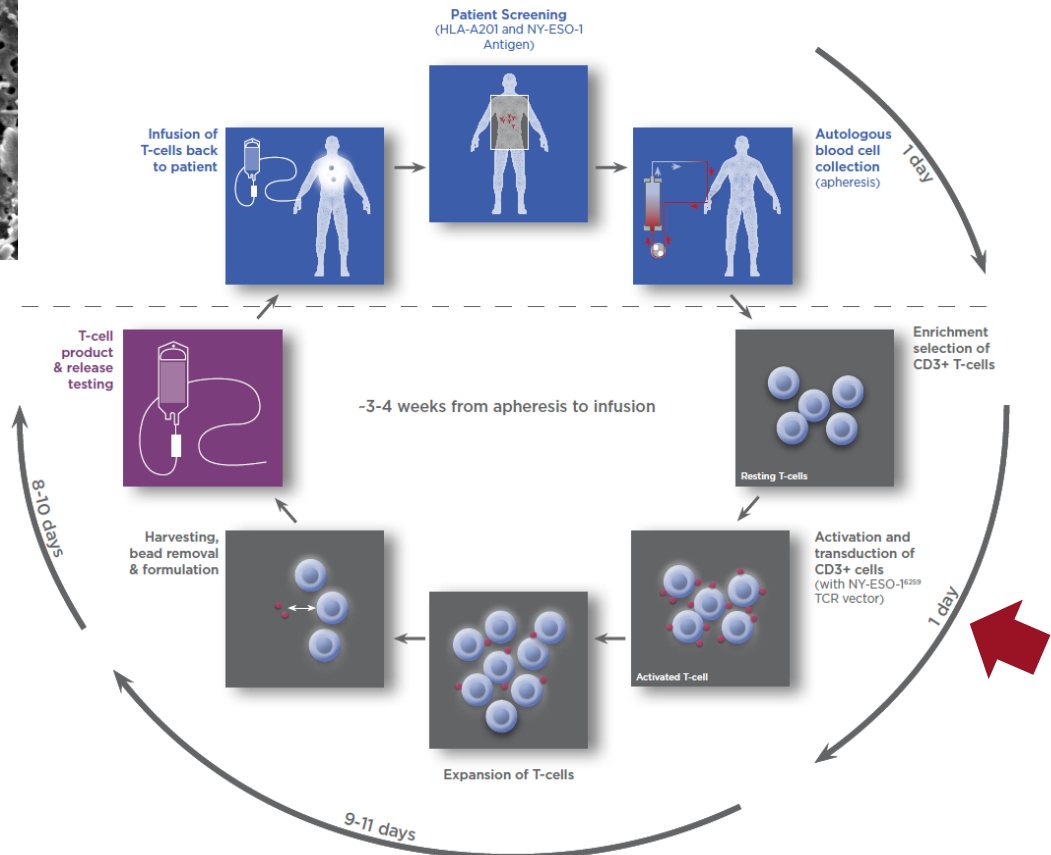 Patient Screening
(HLA-A201 and NY-ESO-1
Antigen)
Infusion of
T-cells back
to patient
Autologous
blood cell
collection
(apheresis)
1 day
T-cell
product
& release
testing
~3-4 weeks from apheresis to infusion
Enrichment
selection of
CD3+ T-cells
Resting T-cells
8-10 days
Harvesting,
bead removal
& formulation
Activation and
transduction of
CD3+ cells
(with NY-ESO-1⁶²⁵⁹
TCR vector)
1 day
Activated T-cell
Expansion of T-cells
9-11 days